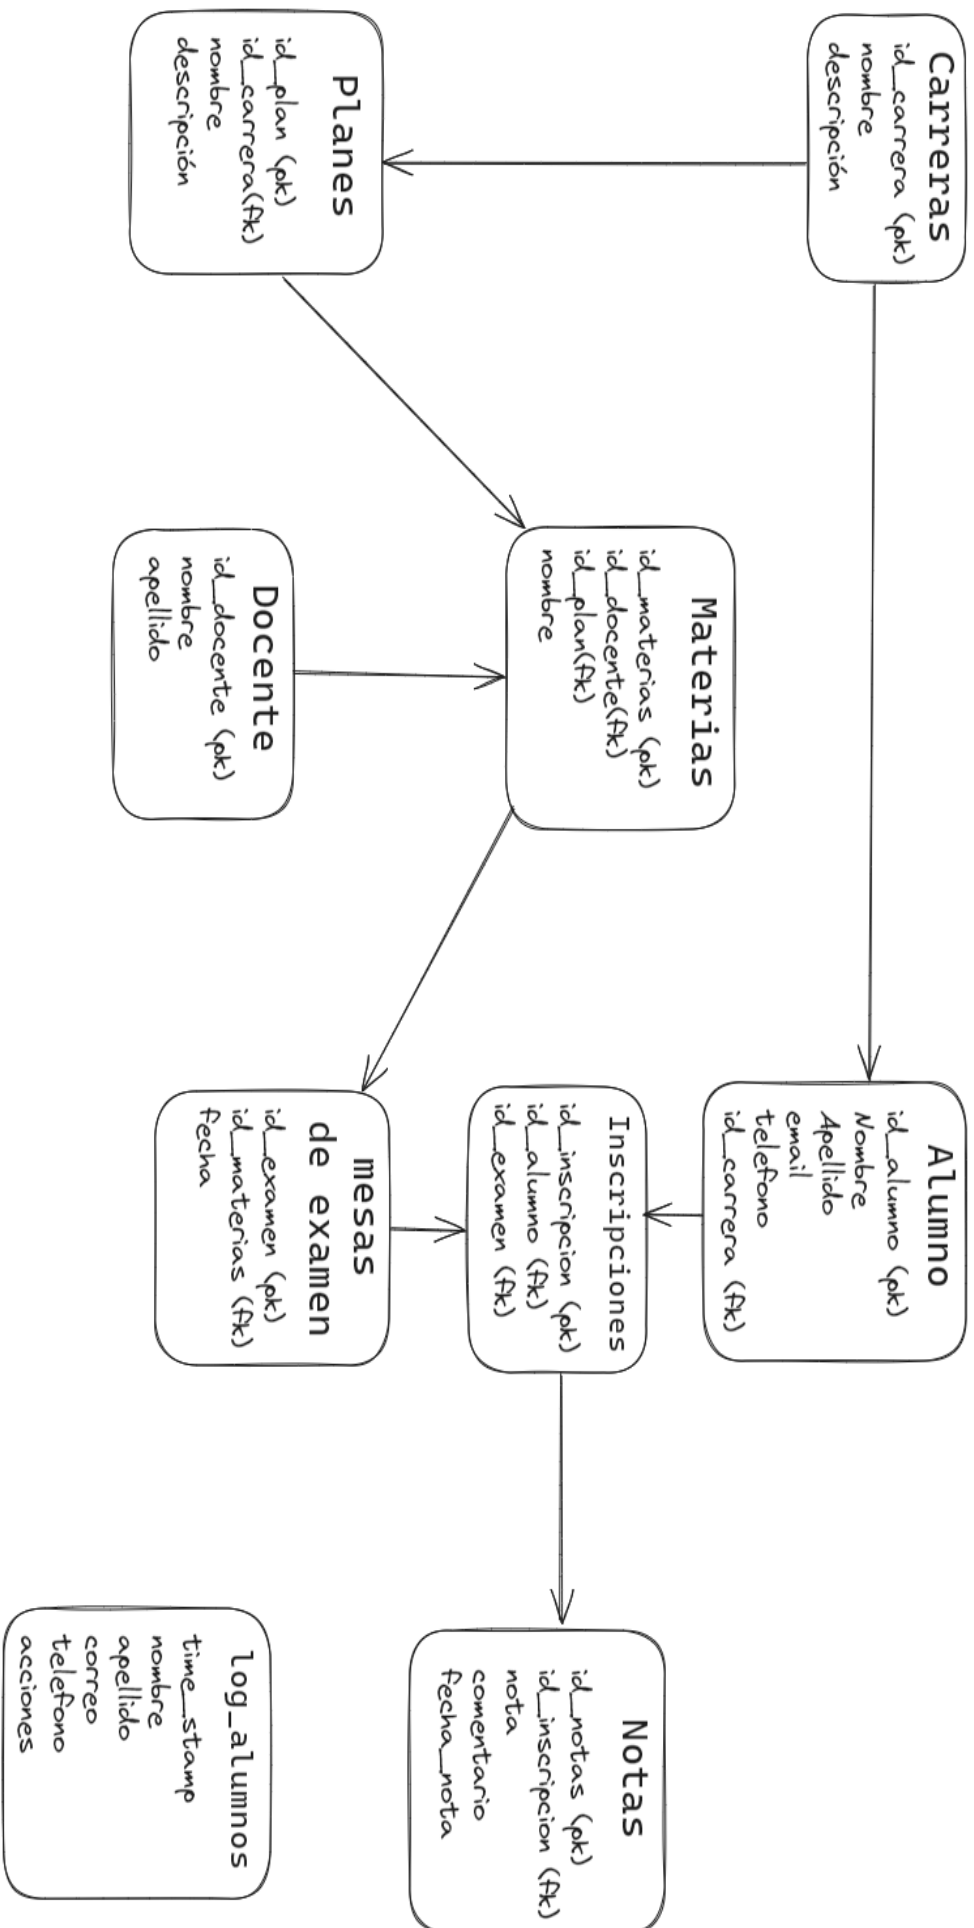 Carreras
id_carrera (pk)
nombre
descripción
Planes
id_plan (pk)
id_carrera(fk)
nombre
descripción
Materias
id_materias (pk)
id_docente(fk)
id_plan(fk)
nombre
Docente
id_docente (pk)
nombre
apellido
Alumno
id_alumno (pk)
Nombre
Apellido
email
telefono
id_carrera (fk)
Inscripciones
id_inscripcion (pk)
id_alumno (fk)
id_examen (fk)
mesas
de examen
id_examen (pk)
id_materias (fk)
fecha
Notas
id_notas (pk)
id_inscripcion (fk)
nota
comentario
fecha_nota
log_alumnos
time_stamp
nombre
apellido
correo
telefono
acciones